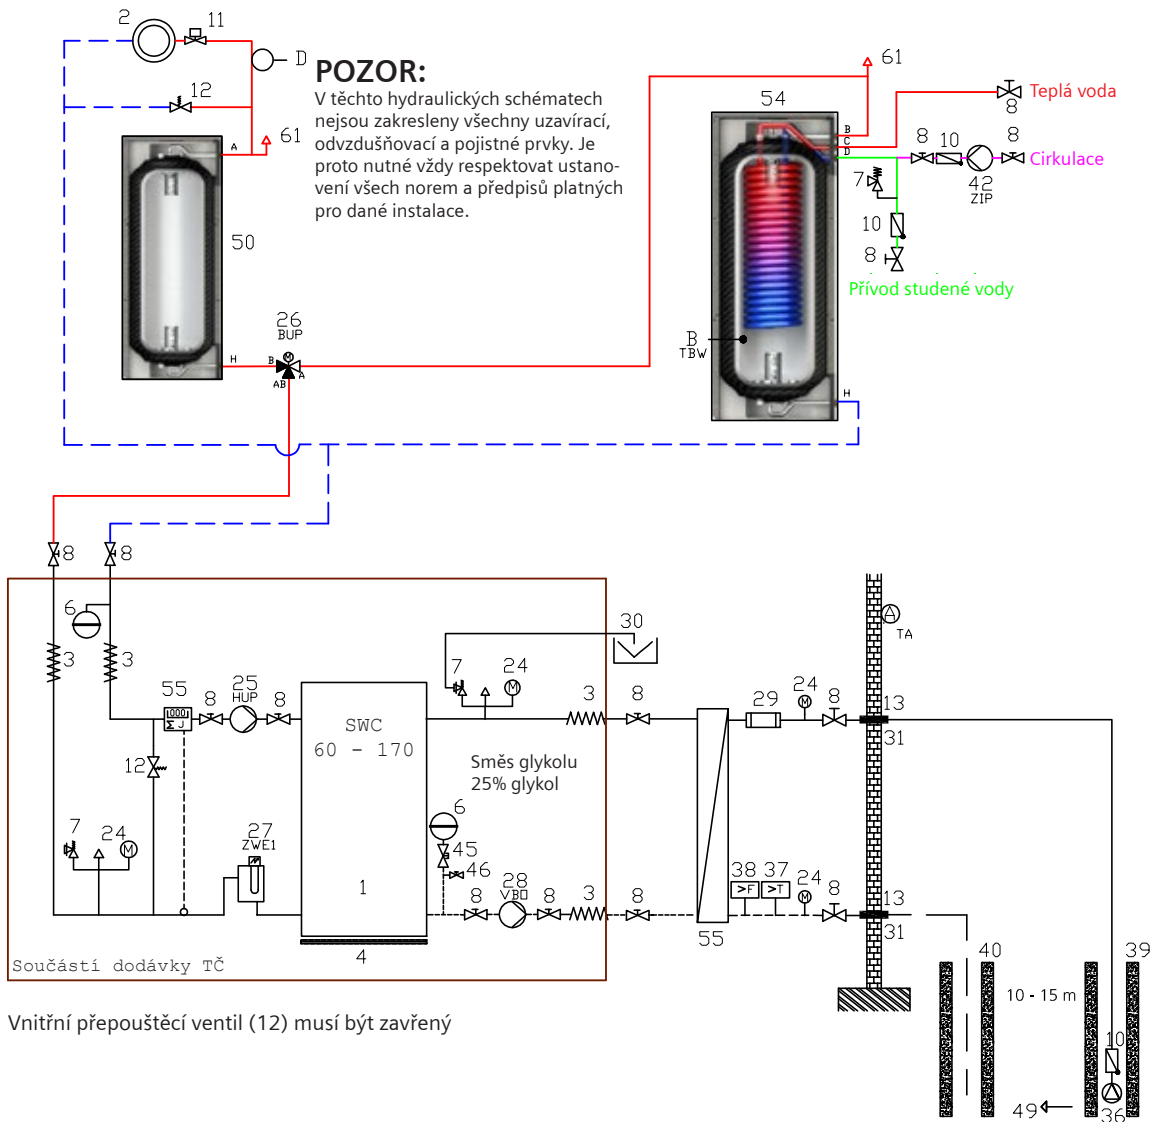 2
11
D
12
61
A
50
H
POZOR:
V těchto hydraulických schématech
nejsou zakresleny všechny uzavírací,
odvzdušňovací a pojistné prvky. Je
proto nutné vždy respektovat ustano-
vení všech norem a předpisů platných
pro dané instalace.
26
BUP
M
B
A
AB
61
54
B
C
D
8
Teplá voda
8
10
8
Cirkulace
42
ZIP
7
10
8
Přívod studené vody
B
TBW
H
8
8
6
3
3
55
1000
Σ J
8
25
HUP
8
SWC
60 - 170
7
24
M
30
3
8
29
24
M
8
13
31
A
TA
12
Směs glykolu
25% glykol
6
45
46
7
24
M
27
ZWE1
1
8
28
VBO
8
3
8
38
>F
37
>T
24
M
8
13
31
55
4
Součástí dodávky TČ
40
39
10 - 15 m
10
49
36
Vnitřní přepouštěcí ventil (12) musí být zavřený